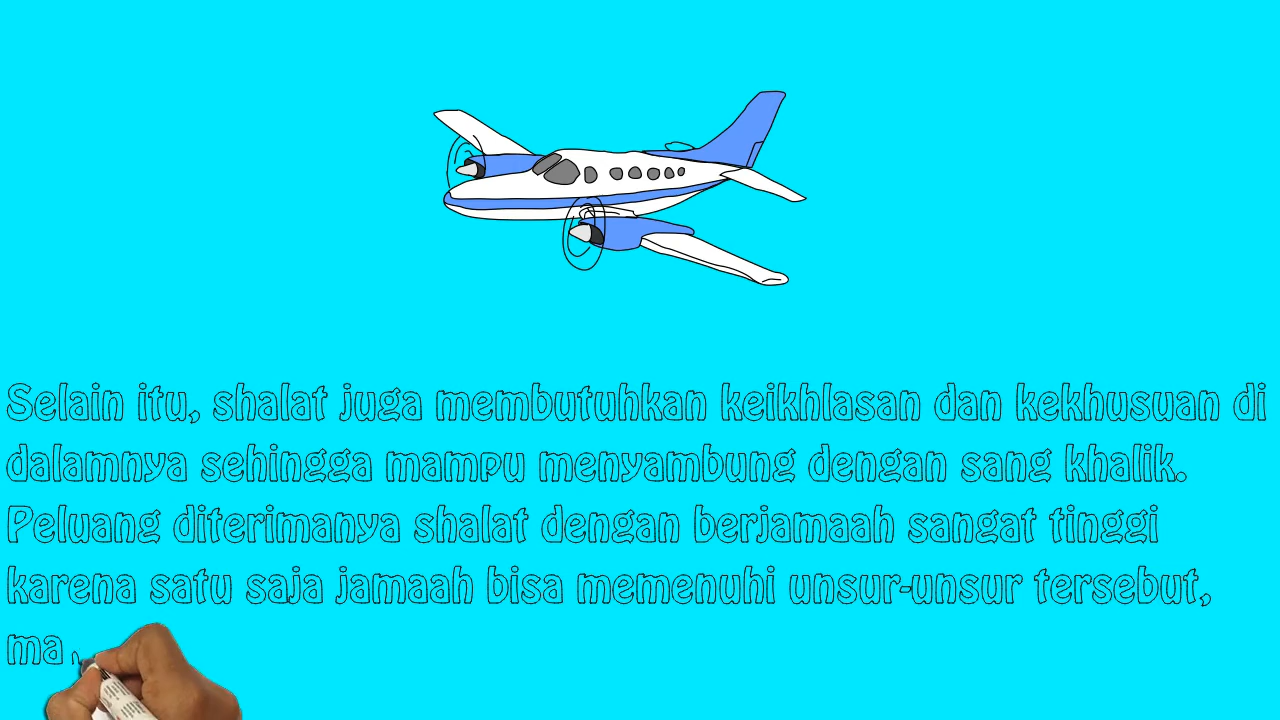 Selain itu, shalat juga membutuhkan keikhlasan dan kekhusuan di
dalamnya sehingga mampu menyambung dengan sang khalik.
Peluang diterimanya shalat dengan berjamaah sangat tinggi
karena satu saja jamaah bisa memenuhi unsur-unsur tersebut,
ma